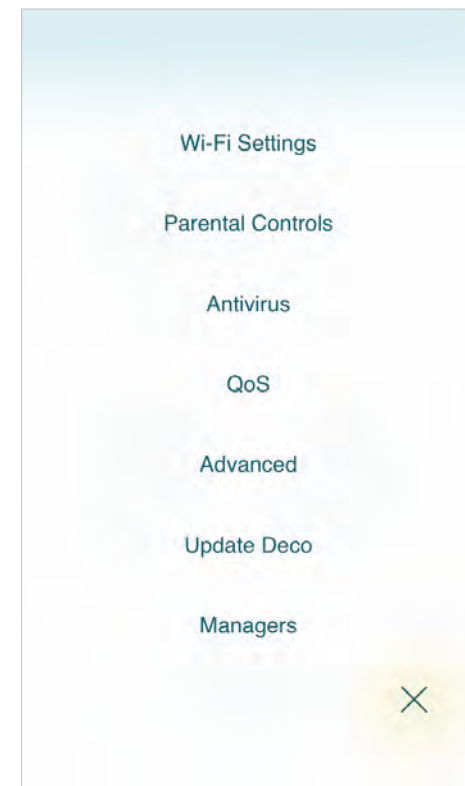 Wi-Fi Settings
Parental Controls
Antivirus
QoS
Advanced
Update Deco
Managers